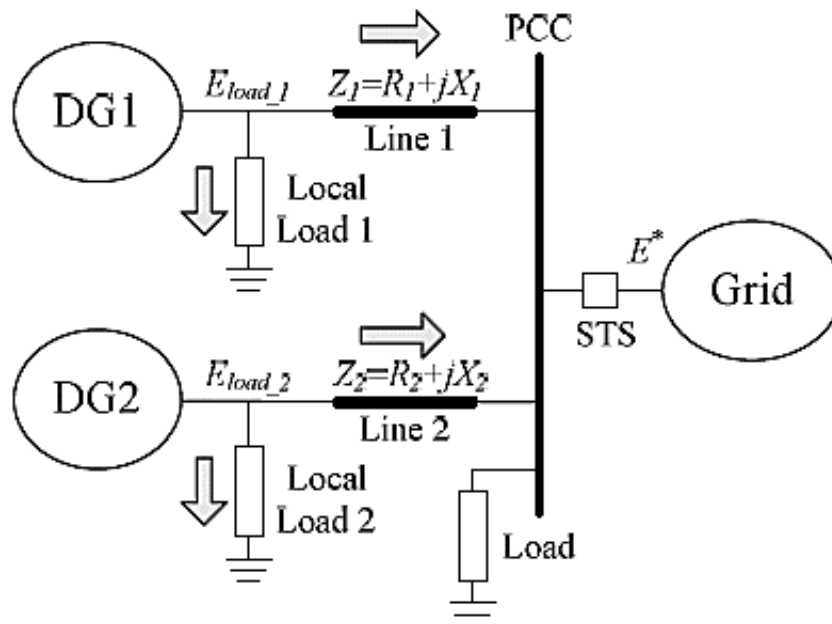 PCC
DG1
E_load_1
Z_1=R_1+jX_1
Line 1
Local
Load 1
E^*
Grid
STS
DG2
E_load_2
Z_2=R_2+jX_2
Line 2
Local
Load 2
Load